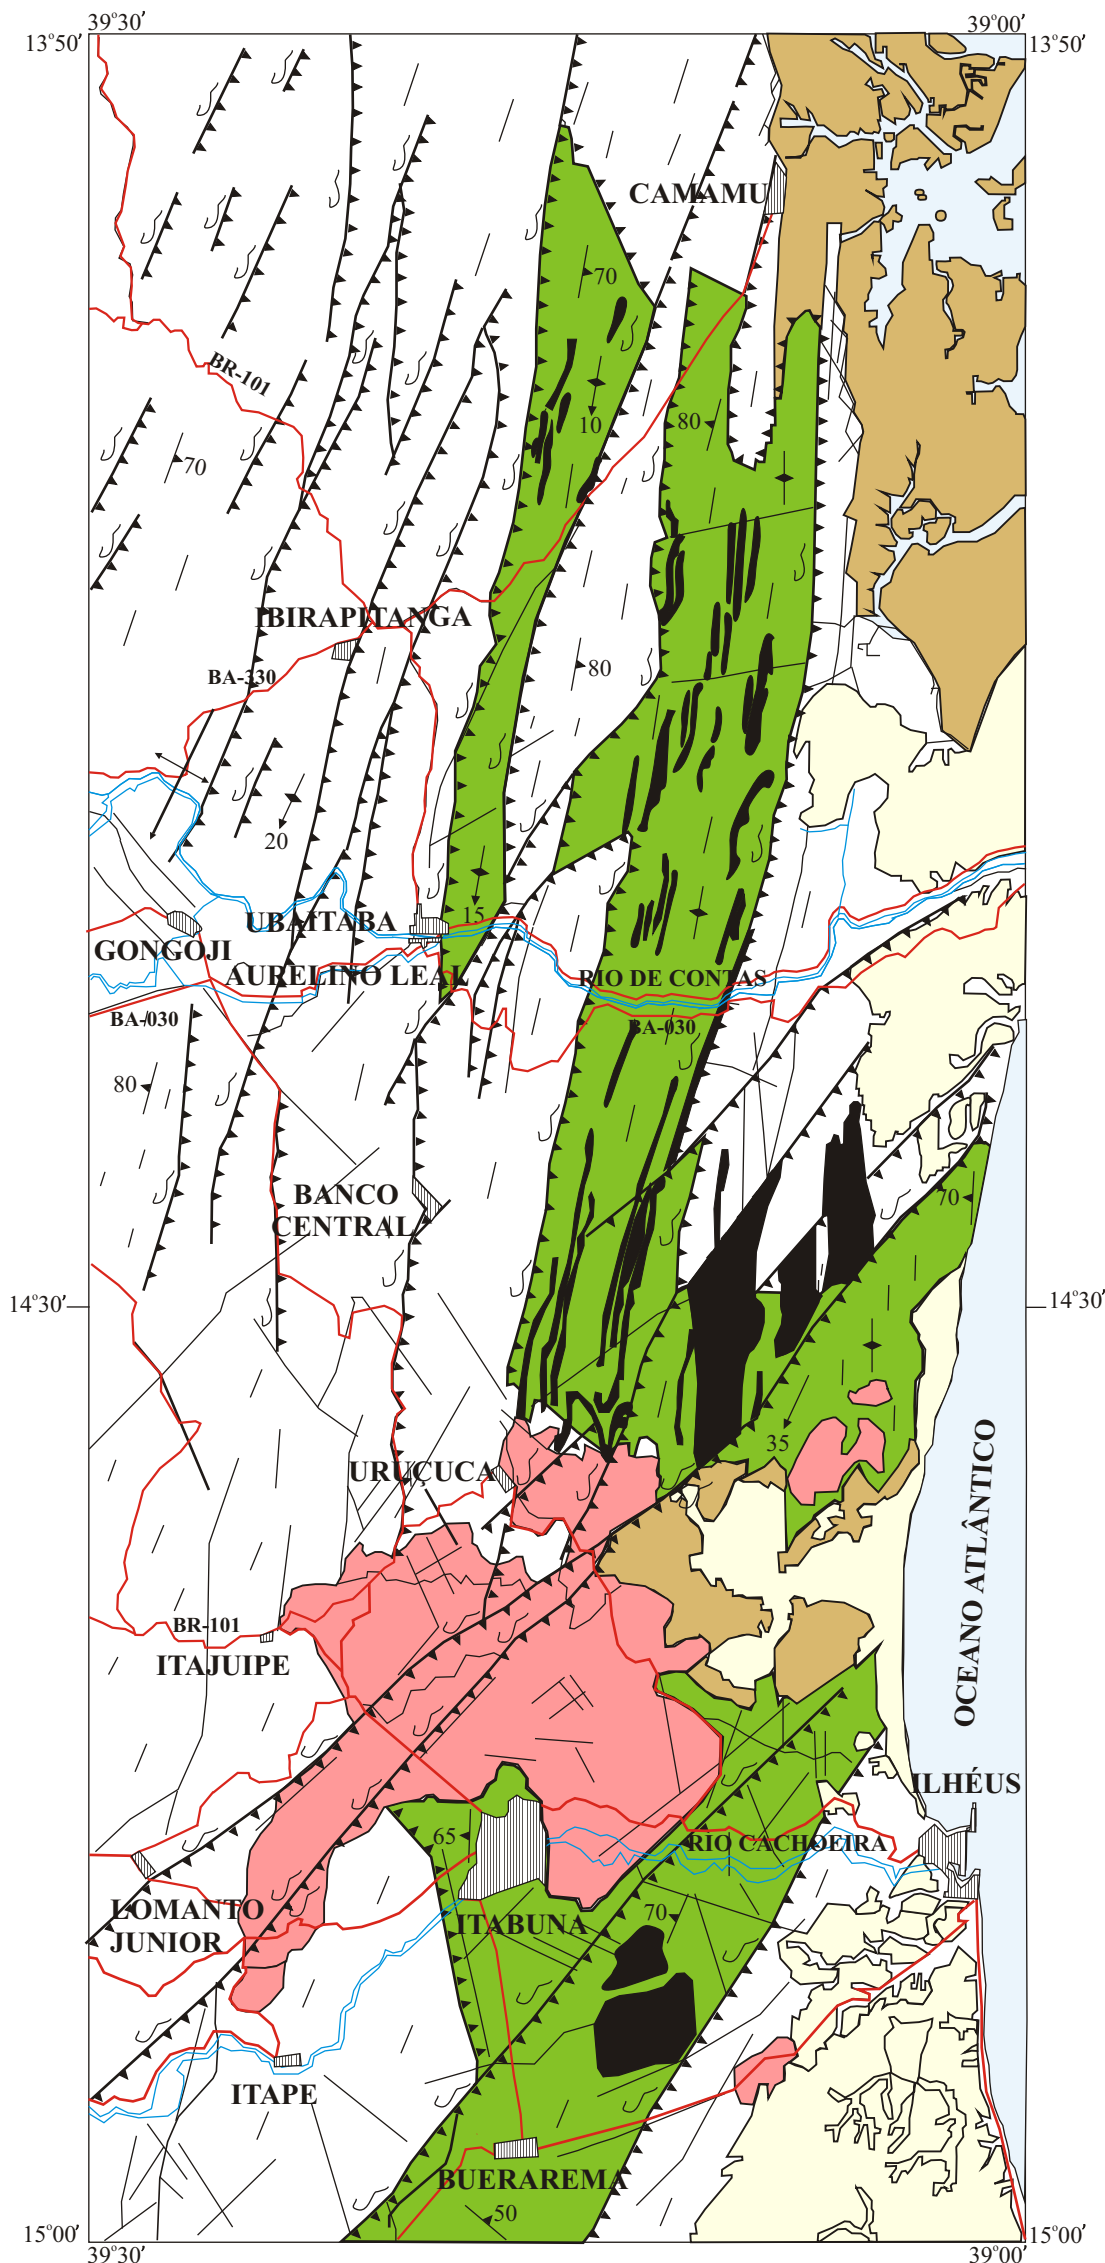 39°30'
39°00'
13°50'
13°50'
CAMAMU
70
BR-101
10
80
70
IBIRAPITANGA
80
BA-330
20
15
UBAITABA
GONGOJI
AURELINO LEAL
RIO DE CONTAS
BA-030
BA-030
80
BANCO
CENTRAL
70
14°30'
14°30'
35
URUÇUCA
OCEANO ATLÂNTICO
BR-101
ITAJUIPE
ILHÉUS
65
RIO CACHOEIRA
LOMANTO
JUNIOR
ITABUNA
70
ITAPE
BUERAREMA
50
15°00'
15°00'
39°30'
39°00'